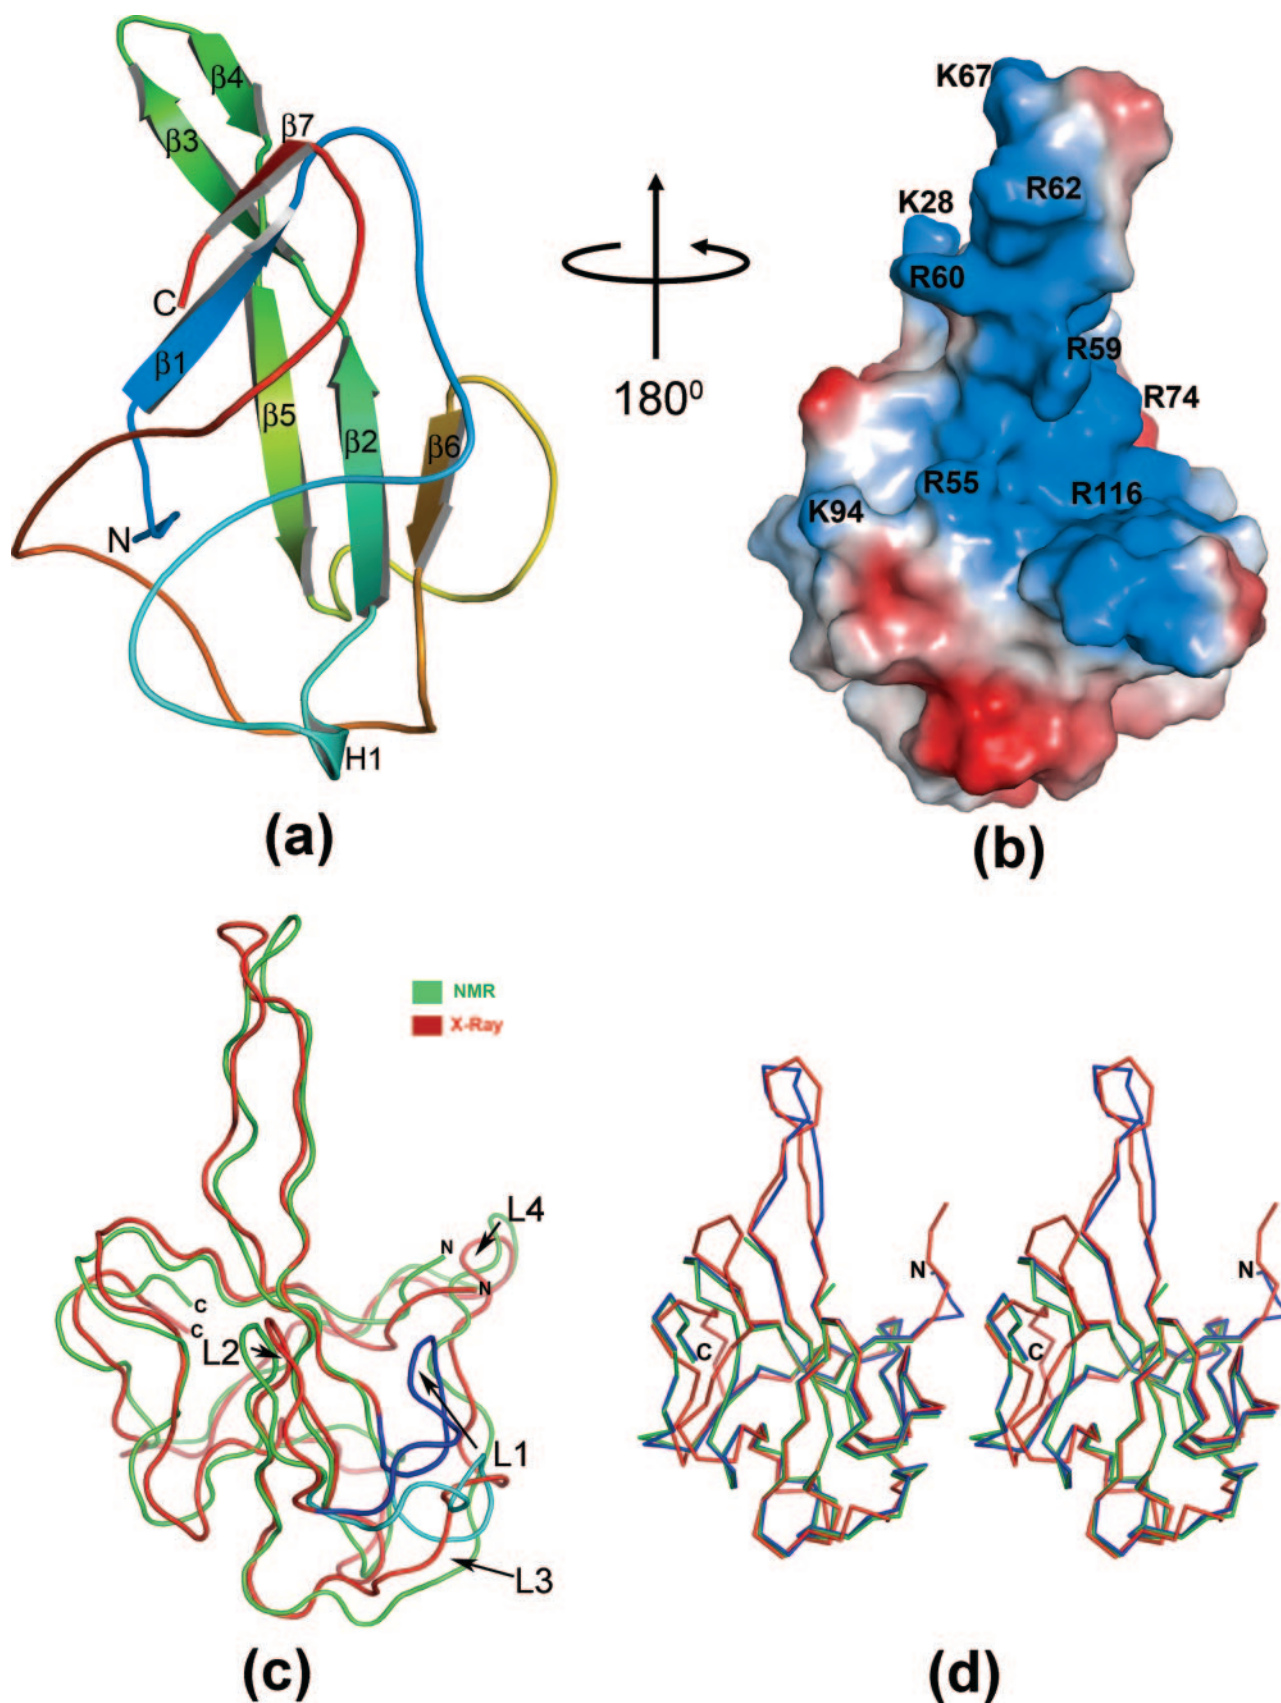 β4
β3
β7
C
β1
β5
β2
β6
N
H1
(a)
180⁰
K67
R62
K28
R60
R59
R74
R55
R116
K94
(b)
NMR
X-Ray
L4
N
N
C
C
L2
L1
L3
(c)
N
N
C
C
(d)